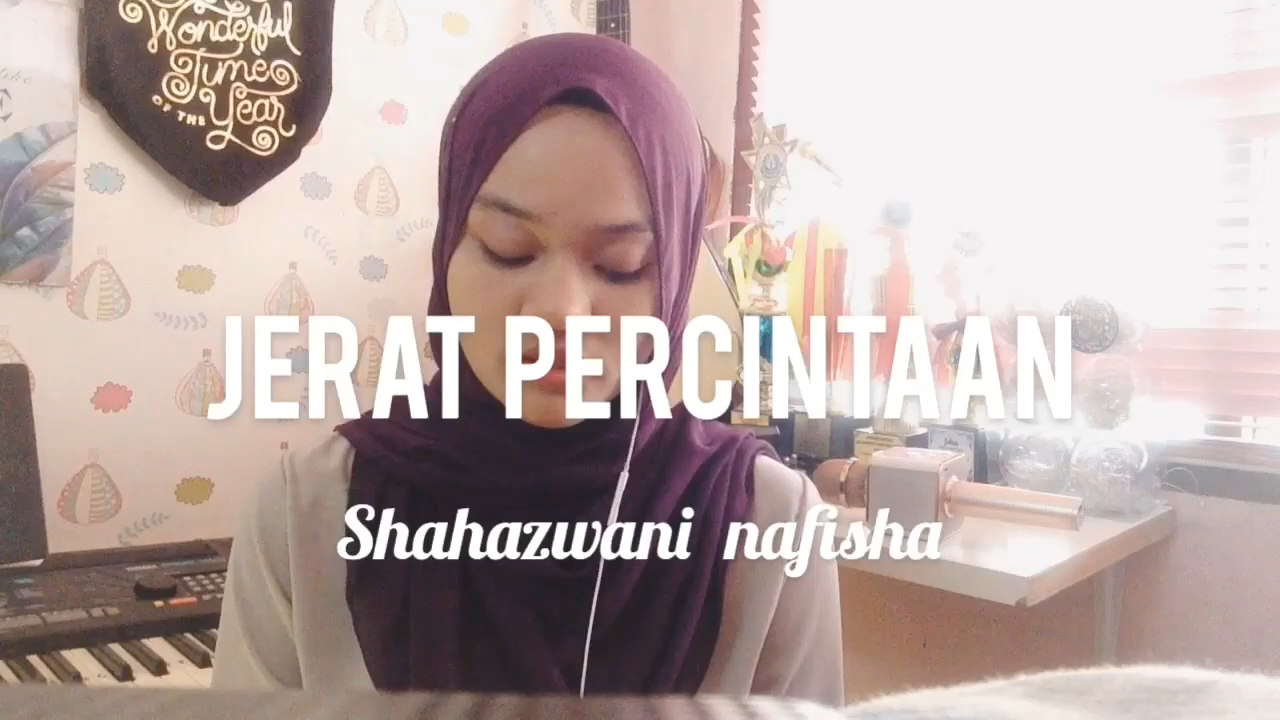 Wonderful
Time
OF THE
Year
JERAT PERCINTAAN
Shahazwani nafisha